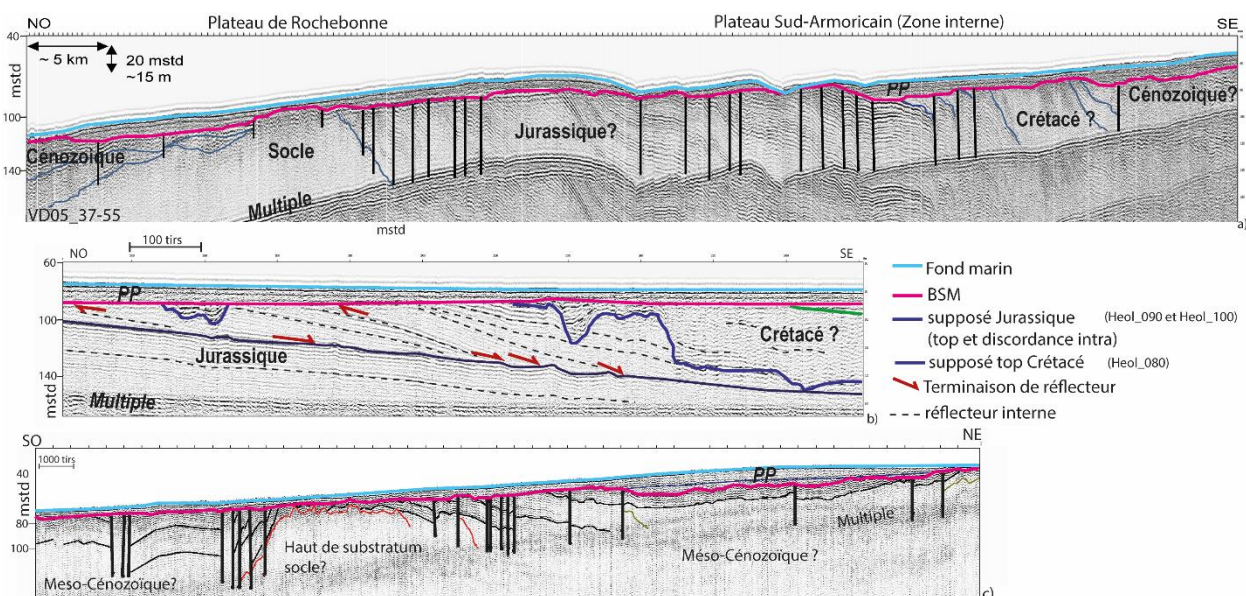 Plateau de Rochebonne
Plateau Sud-Armoricain (Zone interne)
NO
SE
40
~ 5 km
20 mstd
~15 m
mstd
100
140
PP
Cénozoïque?
Crétacé ?
Jurassique?
Socle
Cénozoïque
Multiple
VD05_37-55
a)
mstd
100 tirs
NO
SE
60
PP
100
mstd
140
Crétacé ?
Jurassique
Multiple
b)
Fond marin
BSM
supposé Jurassique (Heol_090 et Heol_100)
(top et discordance intra)
supposé top Crétacé (Heol_080)
Terminaison de réflecteur
réflecteur interne
SO
NE
1000 tirs
40
mstd
80
100
PP
Multiple
Haut de substratum
socle?
Méso-Cénozoïque ?
Meso-Cénozoïque?
c)